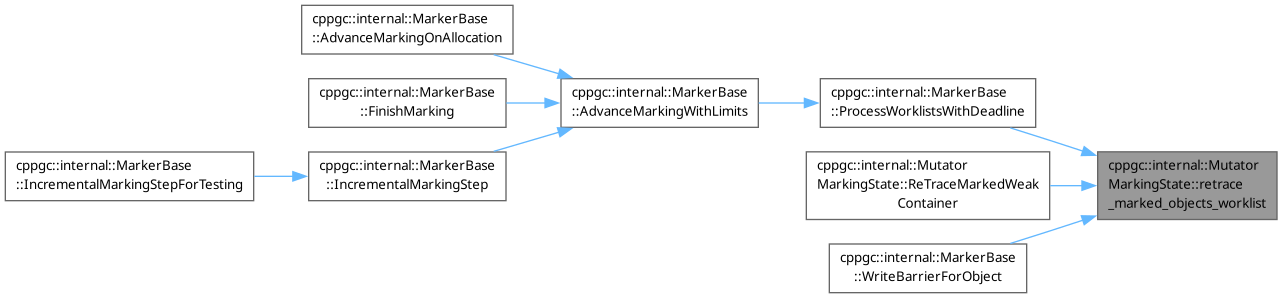 cppgc::internal::MarkerBase
::AdvanceMarkingOnAllocation
cppgc::internal::MarkerBase
::FinishMarking
cppgc::internal::MarkerBase
::AdvanceMarkingWithLimits
cppgc::internal::MarkerBase
::ProcessWorklistsWithDeadline
cppgc::internal::MarkerBase
::IncrementalMarkingStepForTesting
cppgc::internal::MarkerBase
::IncrementalMarkingStep
cppgc::internal::Mutator
MarkingState::ReTraceMarkedWeak
Container
cppgc::internal::Mutator
MarkingState::retrace
_marked_objects_worklist
cppgc::internal::MarkerBase
::WriteBarrierForObject